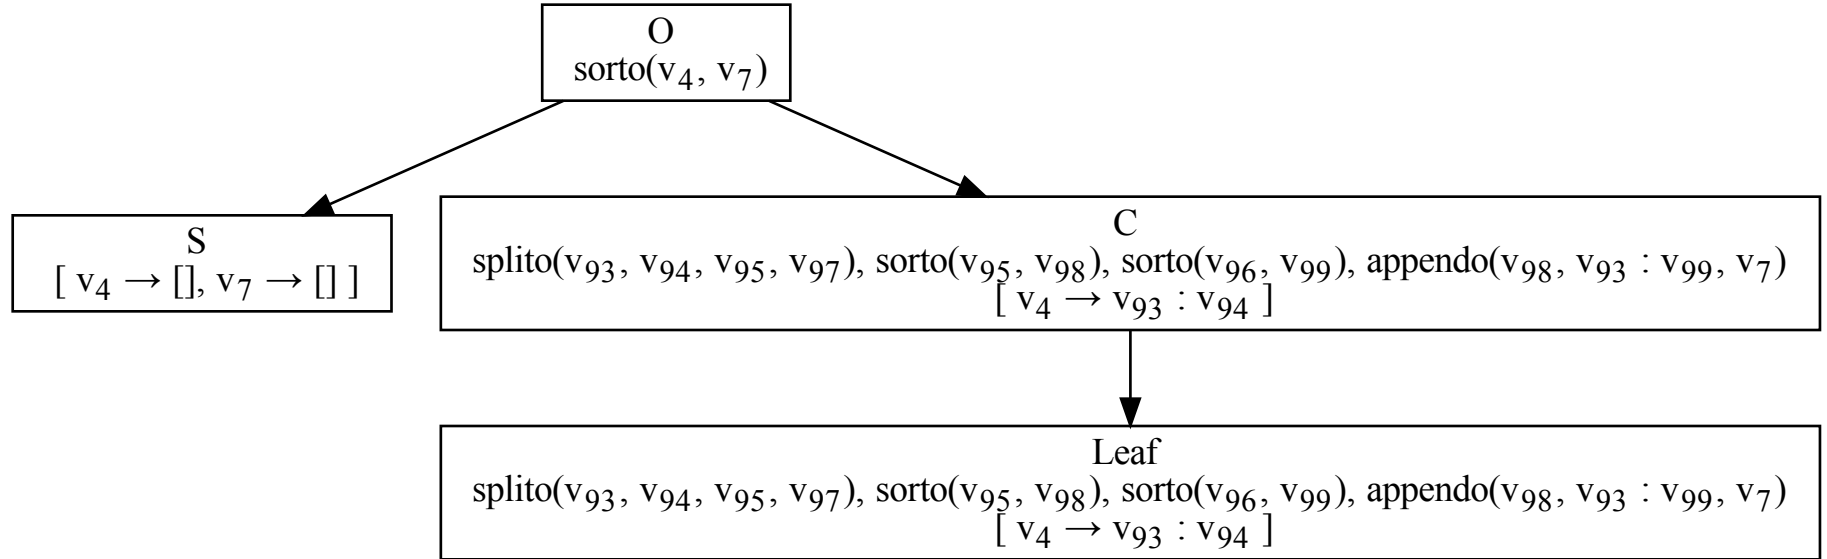 O
sorto(v₄, v₇)
S
[ v₄ → [], v₇ → [] ]
C
splito(v₉₃, v₉₄, v₉₅, v₉₇), sorto(v₉₅, v₉₈), sorto(v₉₆, v₉₉), appendo(v₉₈, v₉₃ : v₉₉, v₇)
[ v₄ → v₉₃ : v₉₄ ]
Leaf
splito(v₉₃, v₉₄, v₉₅, v₉₇), sorto(v₉₅, v₉₈), sorto(v₉₆, v₉₉), appendo(v₉₈, v₉₃ : v₉₉, v₇)
[ v₄ → v₉₃ : v₉₄ ]